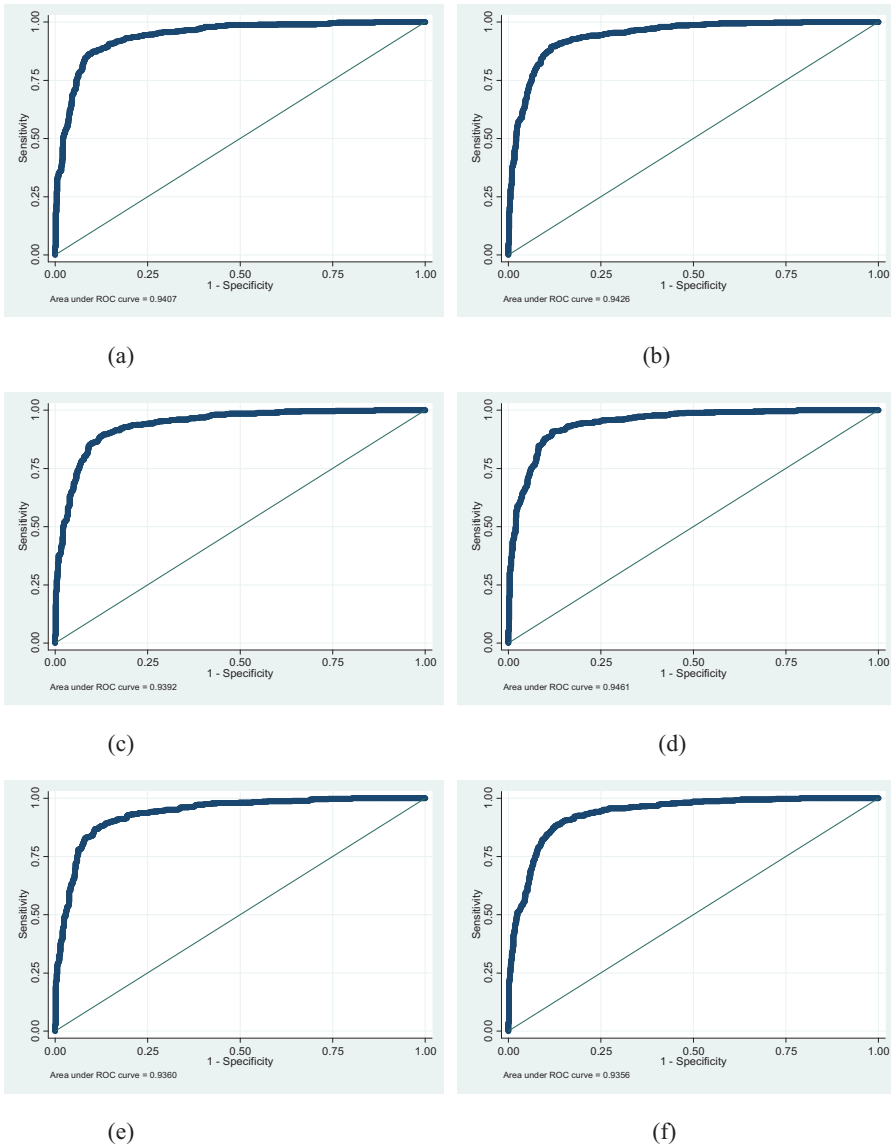 Sensitivity
0.00 0.25 0.50 0.75 1.00
0.00 0.25 0.50 0.75 1.00
1 - Specificity
Area under ROC curve = 0.9407
(a)
Sensitivity
0.00 0.25 0.50 0.75 1.00
0.00 0.25 0.50 0.75 1.00
1 - Specificity
Area under ROC curve = 0.9426
(b)
Sensitivity
0.00 0.25 0.50 0.75 1.00
0.00 0.25 0.50 0.75 1.00
1 - Specificity
Area under ROC curve = 0.9392
(c)
Sensitivity
0.00 0.25 0.50 0.75 1.00
0.00 0.25 0.50 0.75 1.00
1 - Specificity
Area under ROC curve = 0.9461
(d)
Sensitivity
0.00 0.25 0.50 0.75 1.00
0.00 0.25 0.50 0.75 1.00
1 - Specificity
Area under ROC curve = 0.9360
(e)
Sensitivity
0.00 0.25 0.50 0.75 1.00
0.00 0.25 0.50 0.75 1.00
1 - Specificity
Area under ROC curve = 0.9356
(f)